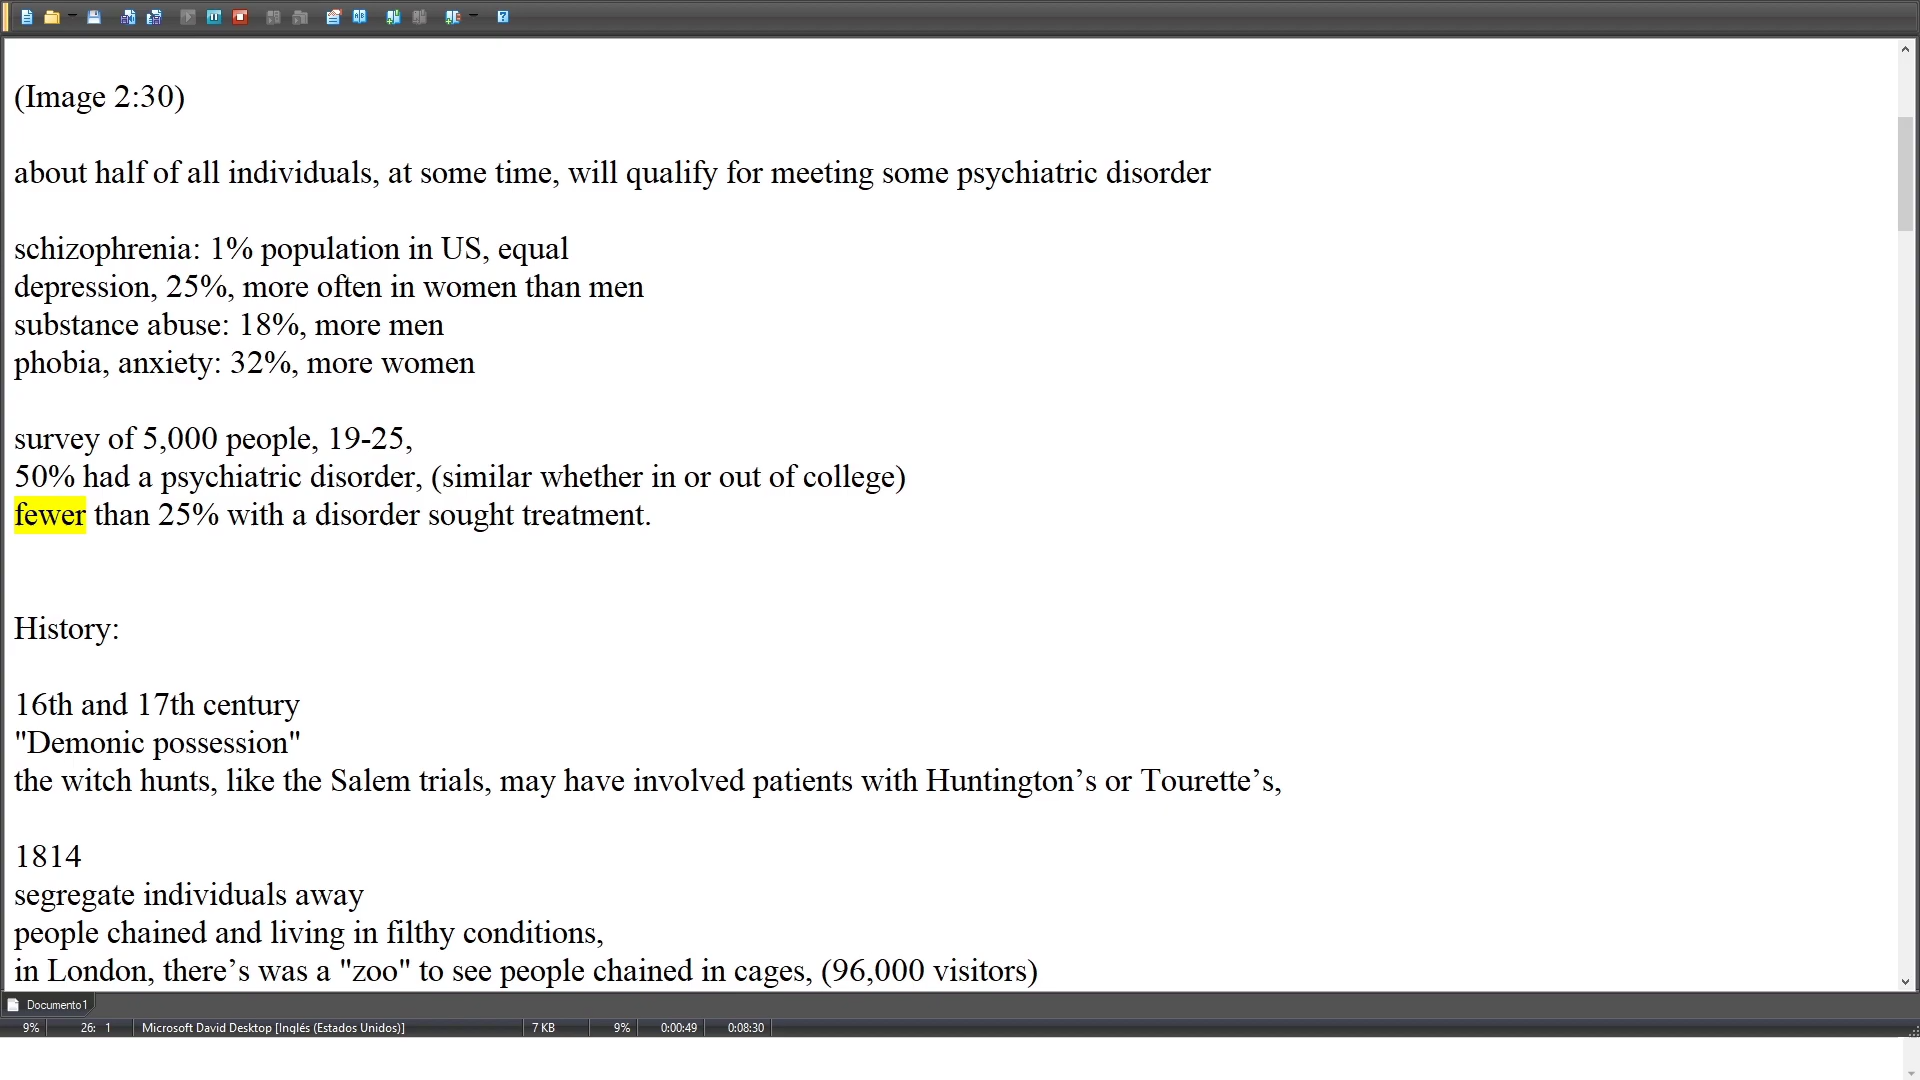 (Image 2:30)
about half of all individuals, at some time, will qualify for meeting some psychiatric disorder
schizophrenia: 1% population in US, equal
depression, 25%, more often in women than men
substance abuse: 18%, more men
phobia, anxiety: 32%, more women
survey of 5,000 people, 19-25,
50% had a psychiatric disorder, (similar whether in or out of college)
fewer than 25% with a disorder sought treatment.
History:
16th and 17th century
"Demonic possession"
the witch hunts, like the Salem trials, may have involved patients with Huntington’s or Tourette’s,
1814
segregate individuals away
people chained and living in filthy conditions,
in London, there’s was a "zoo" to see people chained in cages, (96,000 visitors)
Documento1
9% 26: 1 Microsoft David Desktop [Inglés (Estados Unidos)] 7 KB 9% 0:00:49 0:08:30